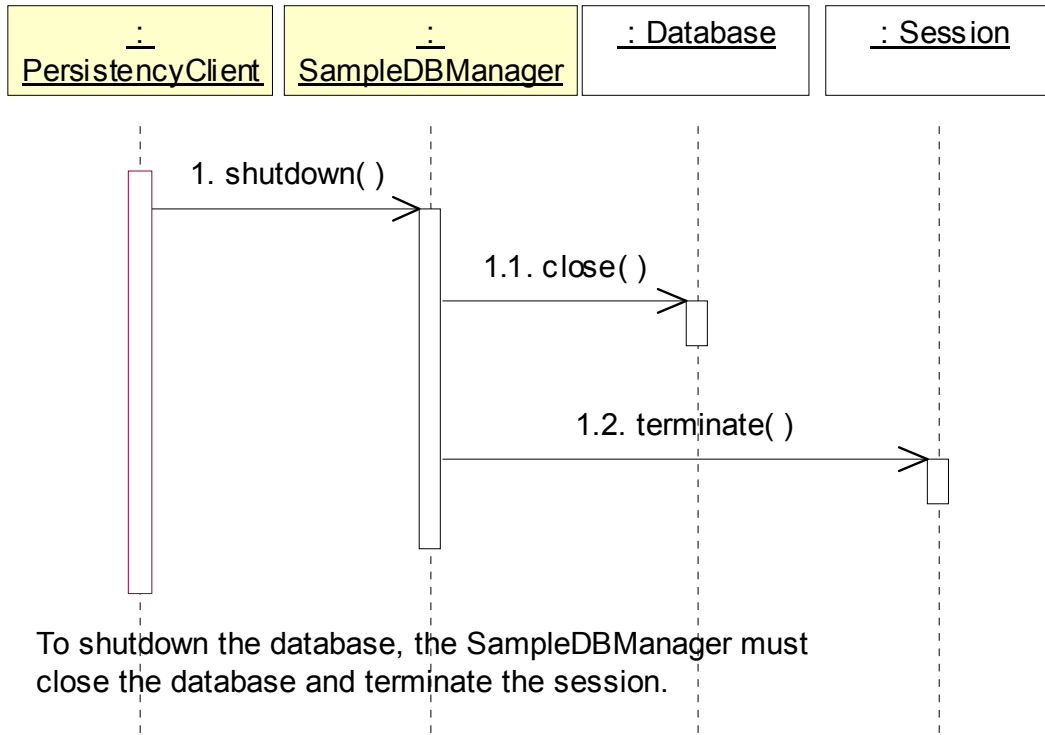 :
PersistencyClient
:
SampleDBManager
: Database
: Session
1. shutdown( )
1.1. close( )
1.2. terminate( )
To shutdown the database, the SampleDBManager must
close the database and terminate the session.